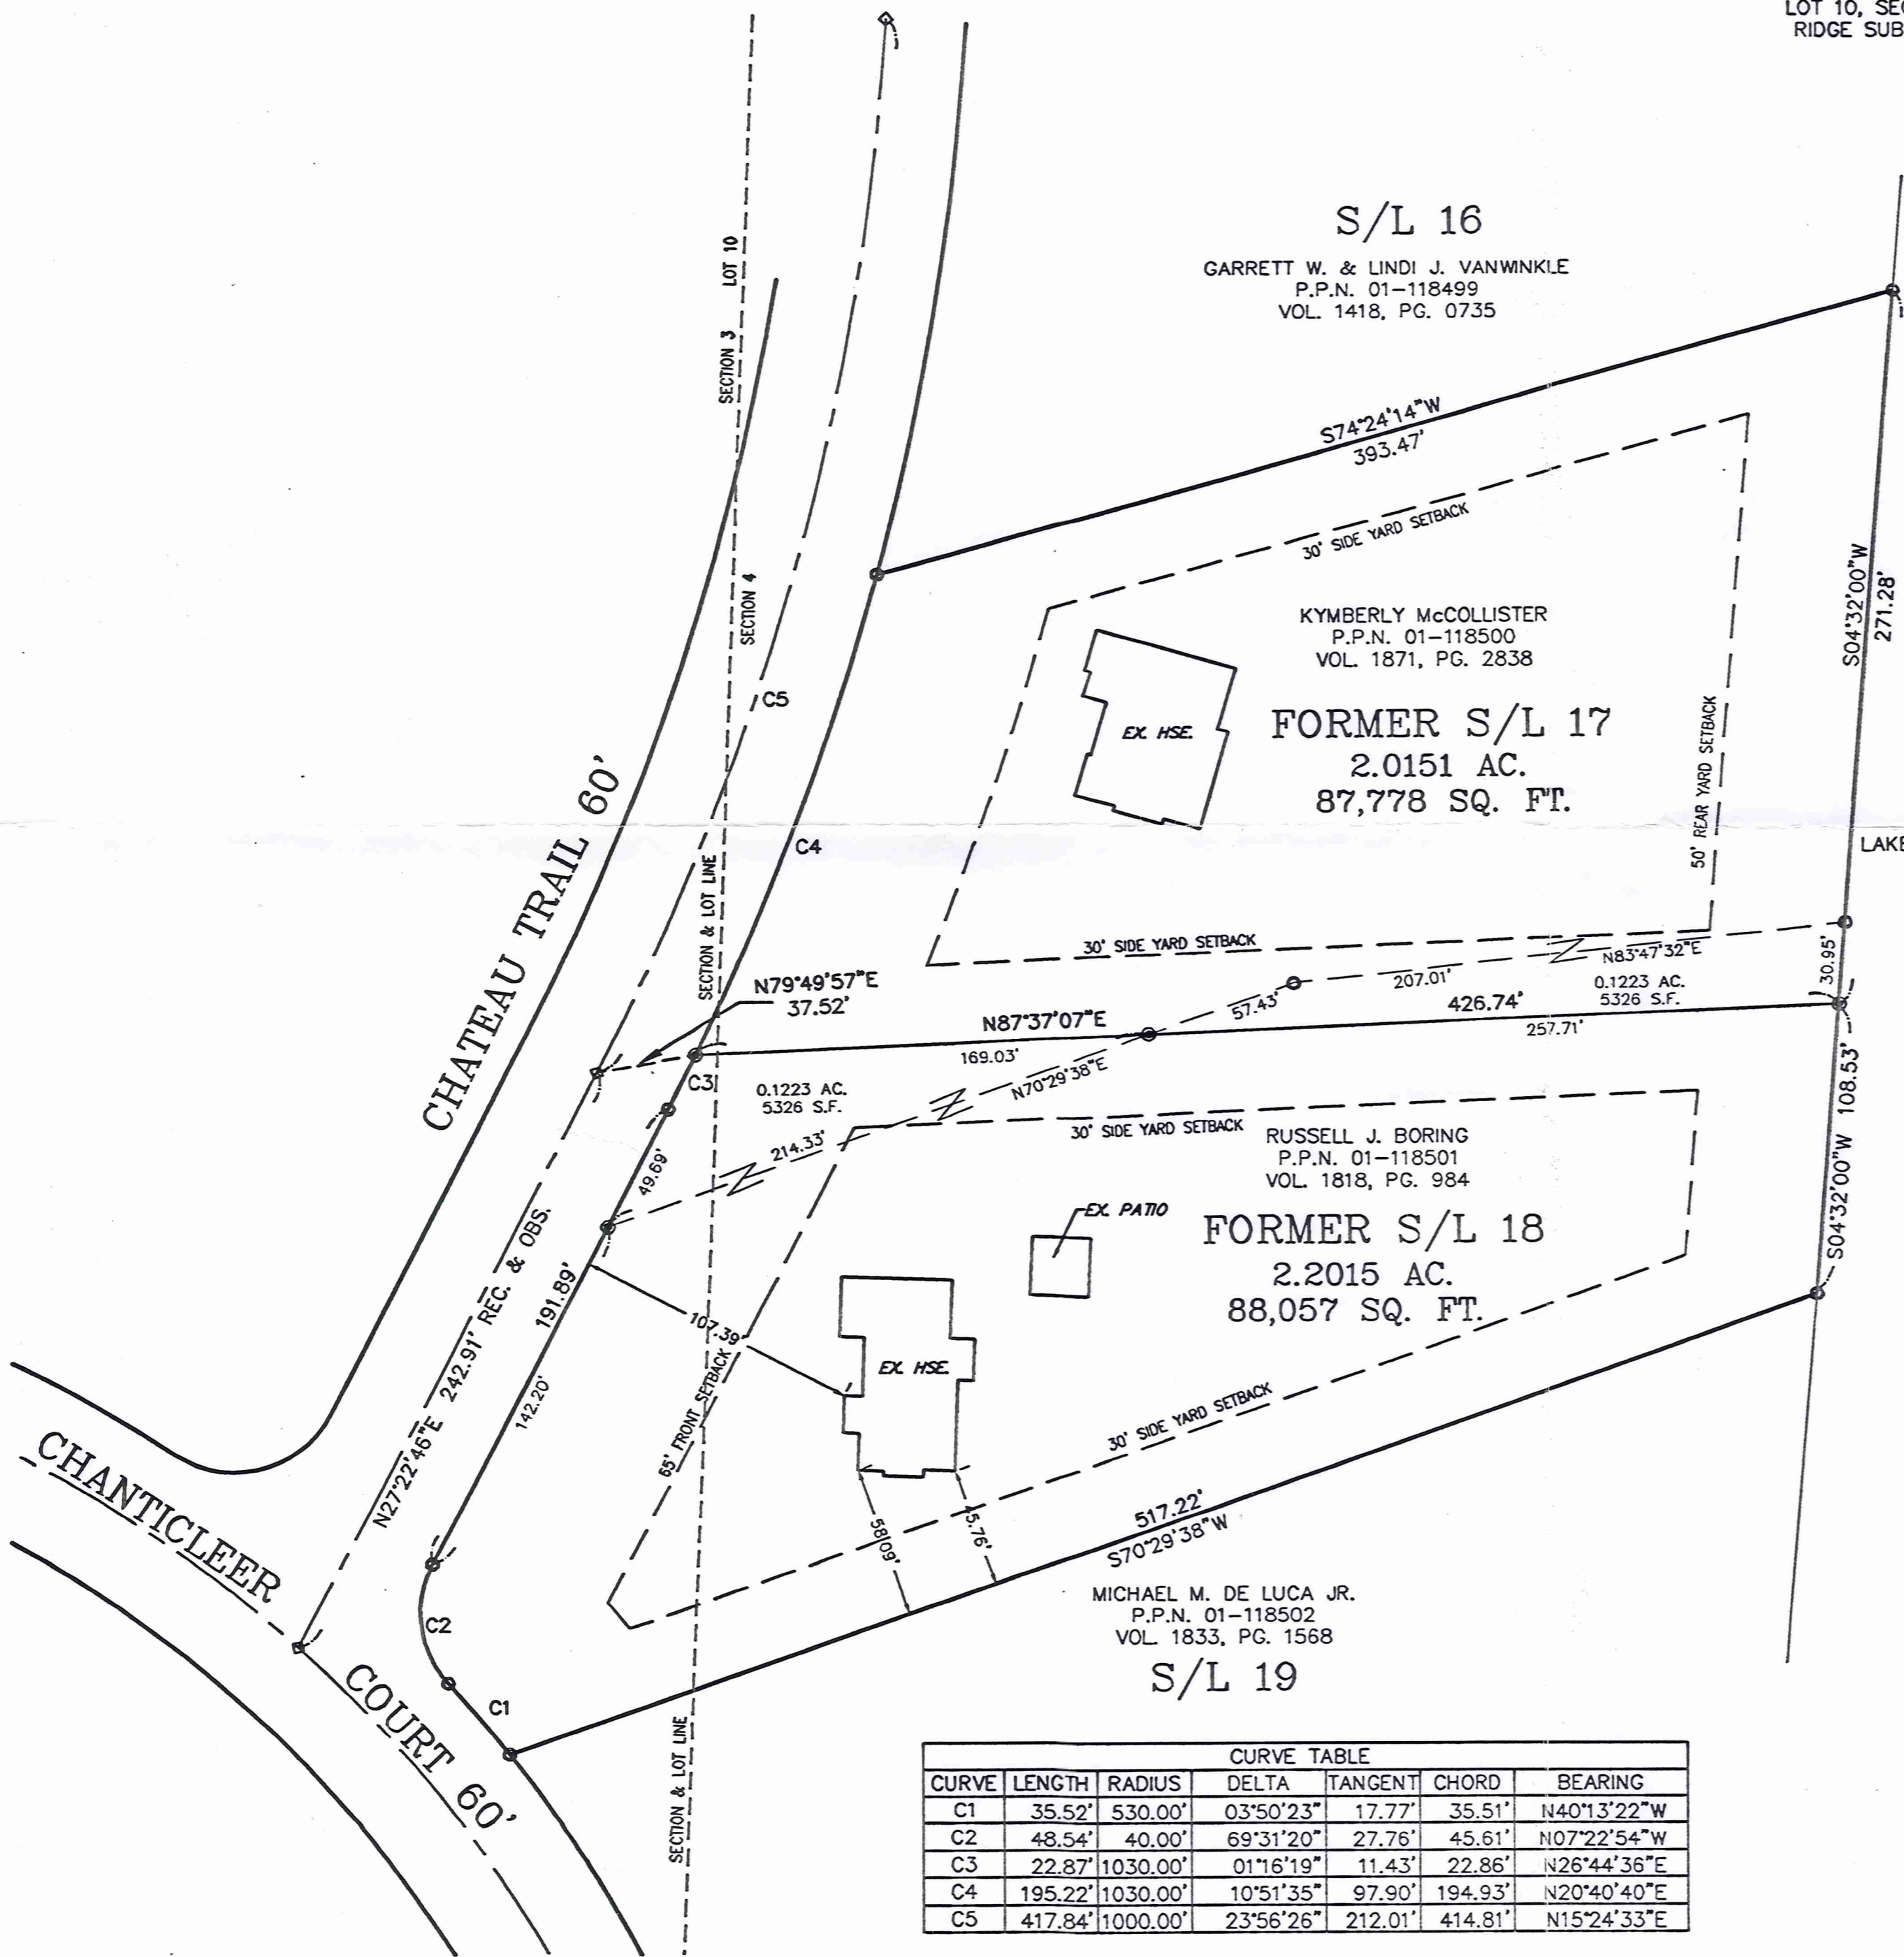 LOT 10, SE
RIDGE SUB
S/L 16
GARRETT W. & LINDI J. VANWINKLE
P.P.N. 01-118499
VOL. 1418, PG. 0735
SECTION 3 LOT 10
SECTION 4
S74°24'14"W
393.47'
30' SIDE YARD SETBACK
S04°32'00"W
271.28'
KYMBERLY McCOLLISTER
P.P.N. 01-118500
VOL. 1871, PG. 2838
EX. HSE.
FORMER S/L 17
2.0151 AC.
87,778 SQ. FT.
50' REAR YARD SETBACK
C5
C4
CHATEAU TRAIL 60'
LAKE
SECTION & LOT LINE
30' SIDE YARD SETBACK
N83°47'32"E
207.01'
57.43'
0.1223 AC.
5326 S.F.
30.95'
N79°49'57"E
37.52'
N87°37'07"E
426.74'
169.03'
257.71'
C3
0.1223 AC.
5326 S.F.
N70°29'38"E
214.33'
49.69'
30' SIDE YARD SETBACK
S04°32'00"W 108.53'
RUSSELL J. BORING
P.P.N. 01-118501
VOL. 1818, PG. 984
EX. PATIO
FORMER S/L 18
2.2015 AC.
88,057 SQ. FT.
N27°22'46"E 242.91' REC. & OBS.
191.89'
142.20'
107.39'
65' FRONT SETBACK
EX. HSE.
30' SIDE YARD SETBACK
58.09'
5.76'
517.22'
S70°29'38"W
CHANTICLEER
COURT 60'
C2
C1
MICHAEL M. DE LUCA JR.
P.P.N. 01-118502
VOL. 1833, PG. 1568
S/L 19
SECTION & LOT LINE
CURVE TABLE
CURVE LENGTH RADIUS DELTA TANGENT CHORD BEARING
C1 35.52' 530.00' 03°50'23" 17.77' 35.51' N40°13'22"W
C2 48.54' 40.00' 69°31'20" 27.76' 45.61' N07°22'54"W
C3 22.87' 1030.00' 01°16'19" 11.43' 22.86' N26°44'36"E
C4 195.22' 1030.00' 10°51'35" 97.90' 194.93' N20°40'40"E
C5 417.84' 1000.00' 23°56'26" 212.01' 414.81' N15°24'33"E